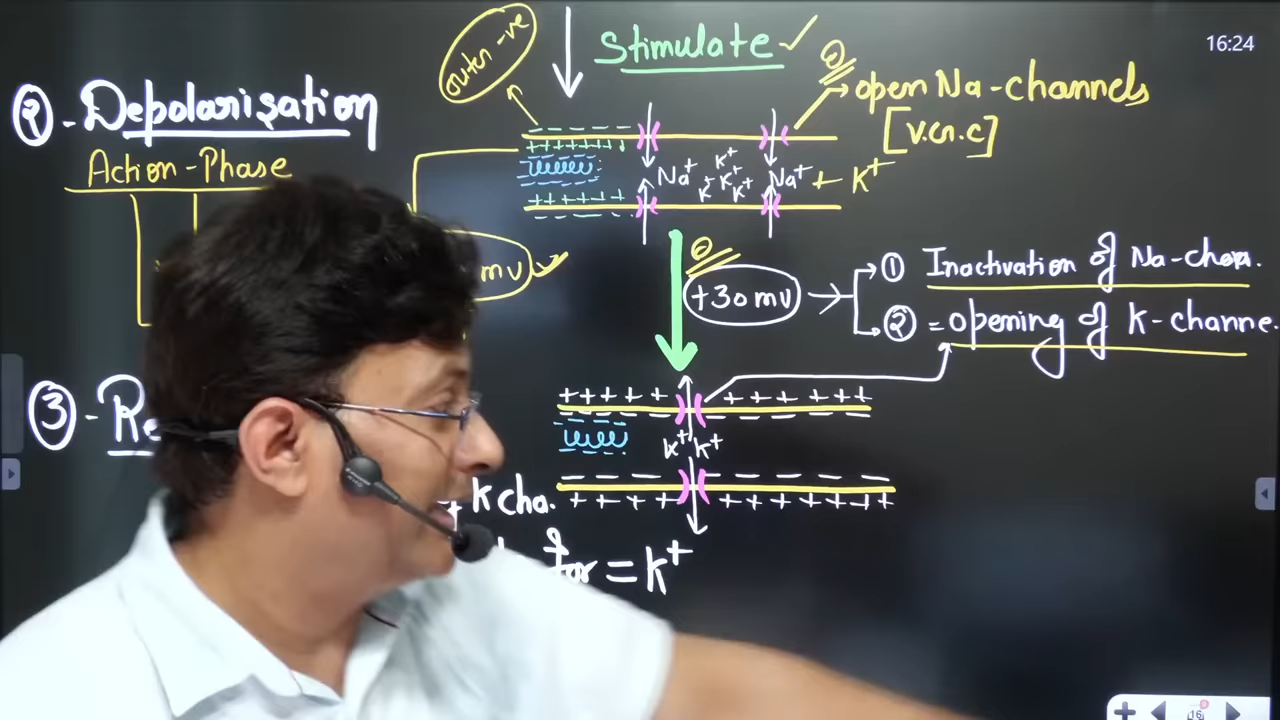 16:24
outer -ve
Stimulate ✓
②
open Na-channels
[V.G.C]
② - Depolarisation
Action-Phase
Na⁺ K⁺ K⁺ K⁺ K⁺ Na⁺ + K⁺
mv
+30 mv
① Inactivation of Na-chan.
② = opening of K-channe.
③ - Re
K⁺ K⁺
+ K cha.
for = K⁺
16